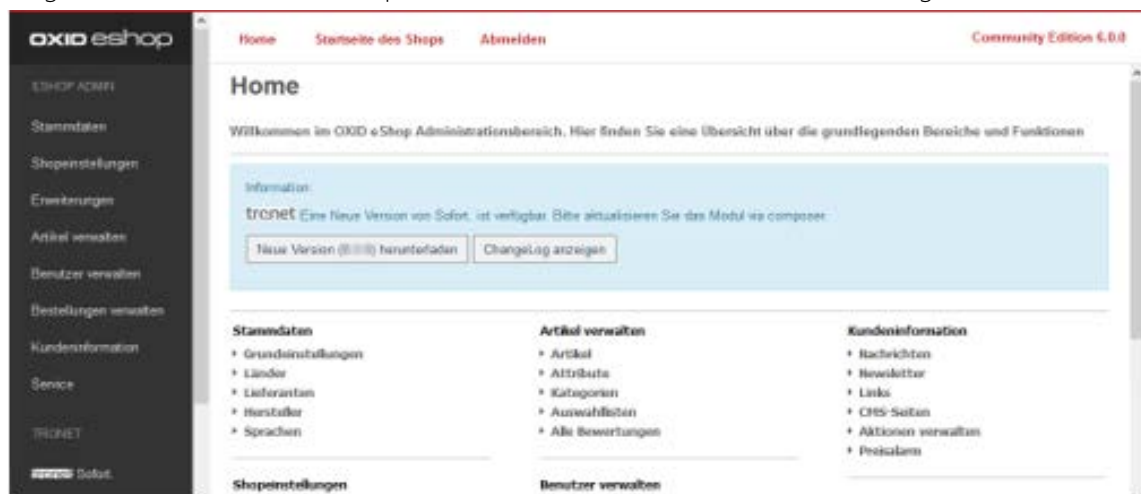 OXID eshop
Home Startseite des Shops Abmelden Community Edition 6.0.0
ESHOP ADMIN
Stammdaten
Shopeinstellungen
Erweiterungen
Artikel verwalten
Benutzer verwalten
Bestellungen verwalten
Kundeninformation
Service
TRONET
tronet Sofort.
Home
Willkommen im OXID eShop Administrationsbereich. Hier finden Sie eine Übersicht über die grundlegenden Bereiche und Funktionen
Information:
tronet Eine Neue Version von Sofort. ist verfügbar. Bitte aktualisieren Sie das Modul via composer.
Neue Version ( ) herunterladen ChangeLog anzeigen
Stammdaten
Grundeinstellungen
Länder
Lieferanten
Hersteller
Sprachen
Shopeinstellungen
Artikel verwalten
Artikel
Attribute
Kategorien
Auswahllisten
Alle Bewertungen
Benutzer verwalten
Kundeninformation
Nachrichten
Newsletter
Links
CMS-Seiten
Aktionen verwalten
Preisalarm